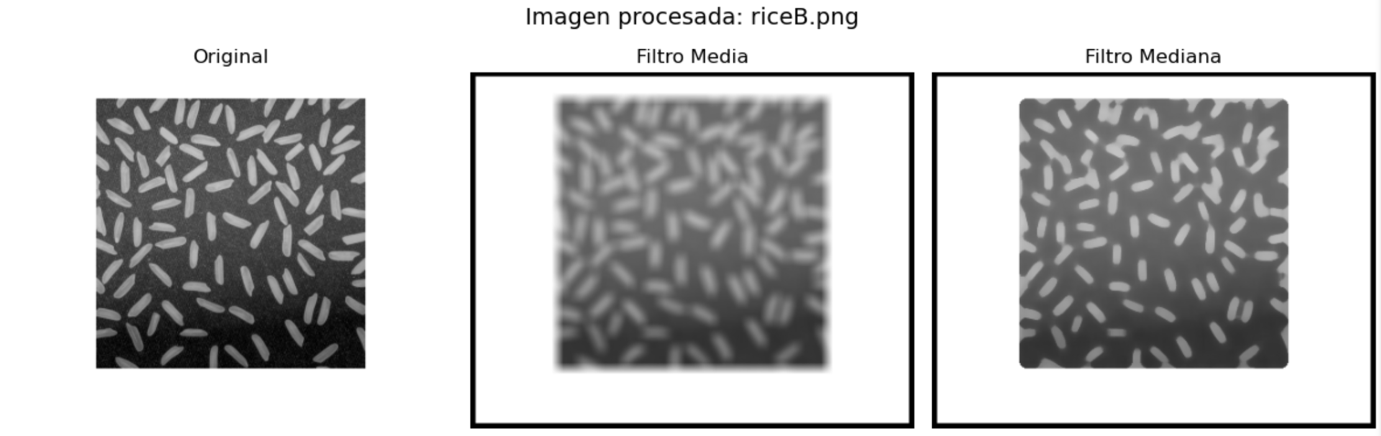 Imagen procesada: riceB.png
Original
Filtro Media
Filtro Mediana